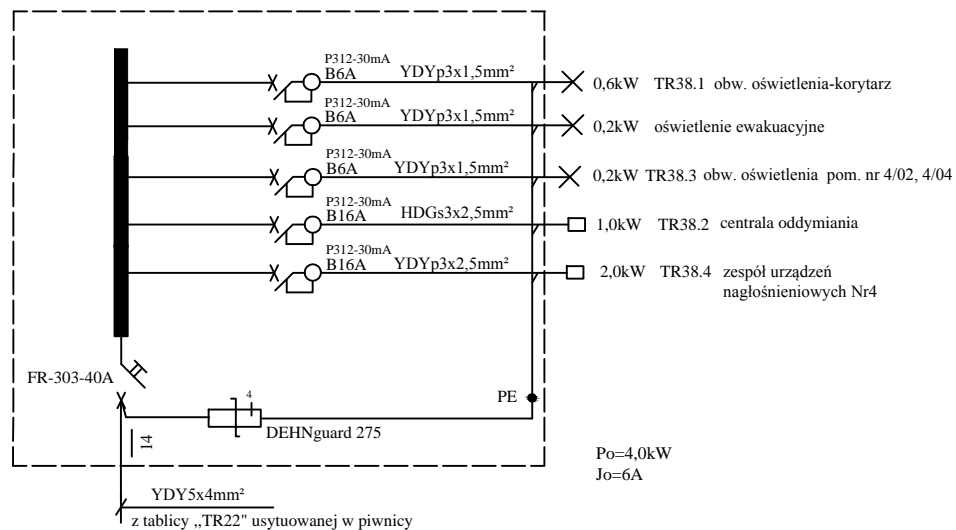 P312-30mA
B6A YDYp3x1,5mm² 0,6kW TR38.1 obw. oświetlenia-korytarz
P312-30mA
B6A YDYp3x1,5mm² 0,2kW oświetlenie ewakuacyjne
P312-30mA
B6A YDYp3x1,5mm² 0,2kW TR38.3 obw. oświetlenia pom. nr 4/02, 4/04
P312-30mA
B16A HDGs3x2,5mm² 1,0kW TR38.2 centrala oddymiania
P312-30mA
B16A YDYp3x2,5mm² 2,0kW TR38.4 zespół urządzeń
nagłośnieniowych Nr4
FR-303-40A
PE
4
DEHNguard 275
14
Po=4,0kW
Jo=6A
YDY5x4mm²
z tablicy „TR22" usytuowanej w piwnicy